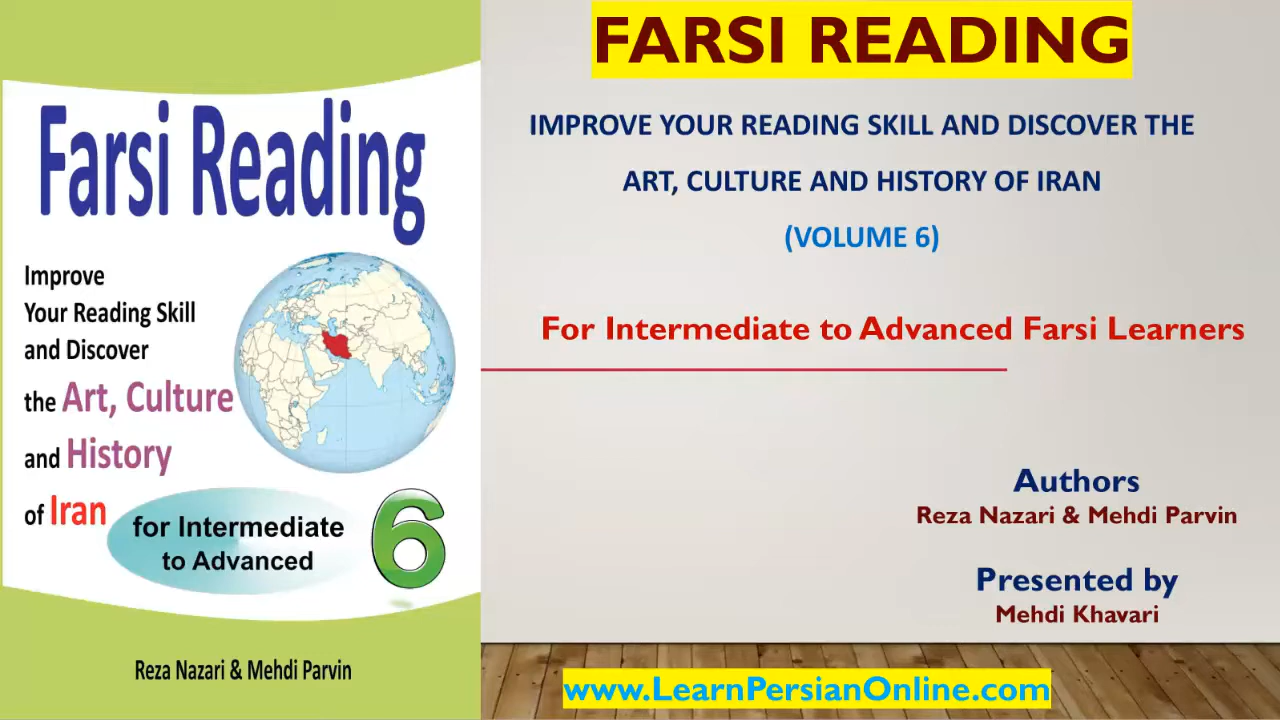 Farsi Reading
Improve
Your Reading Skill
and Discover
the Art, Culture
and History
of Iran
for Intermediate
to Advanced
6
Reza Nazari & Mehdi Parvin
FARSI READING
IMPROVE YOUR READING SKILL AND DISCOVER THE
ART, CULTURE AND HISTORY OF IRAN
(VOLUME 6)
For Intermediate to Advanced Farsi Learners
Authors
Reza Nazari & Mehdi Parvin
Presented by
Mehdi Khavari
www.LearnPersianOnline.com